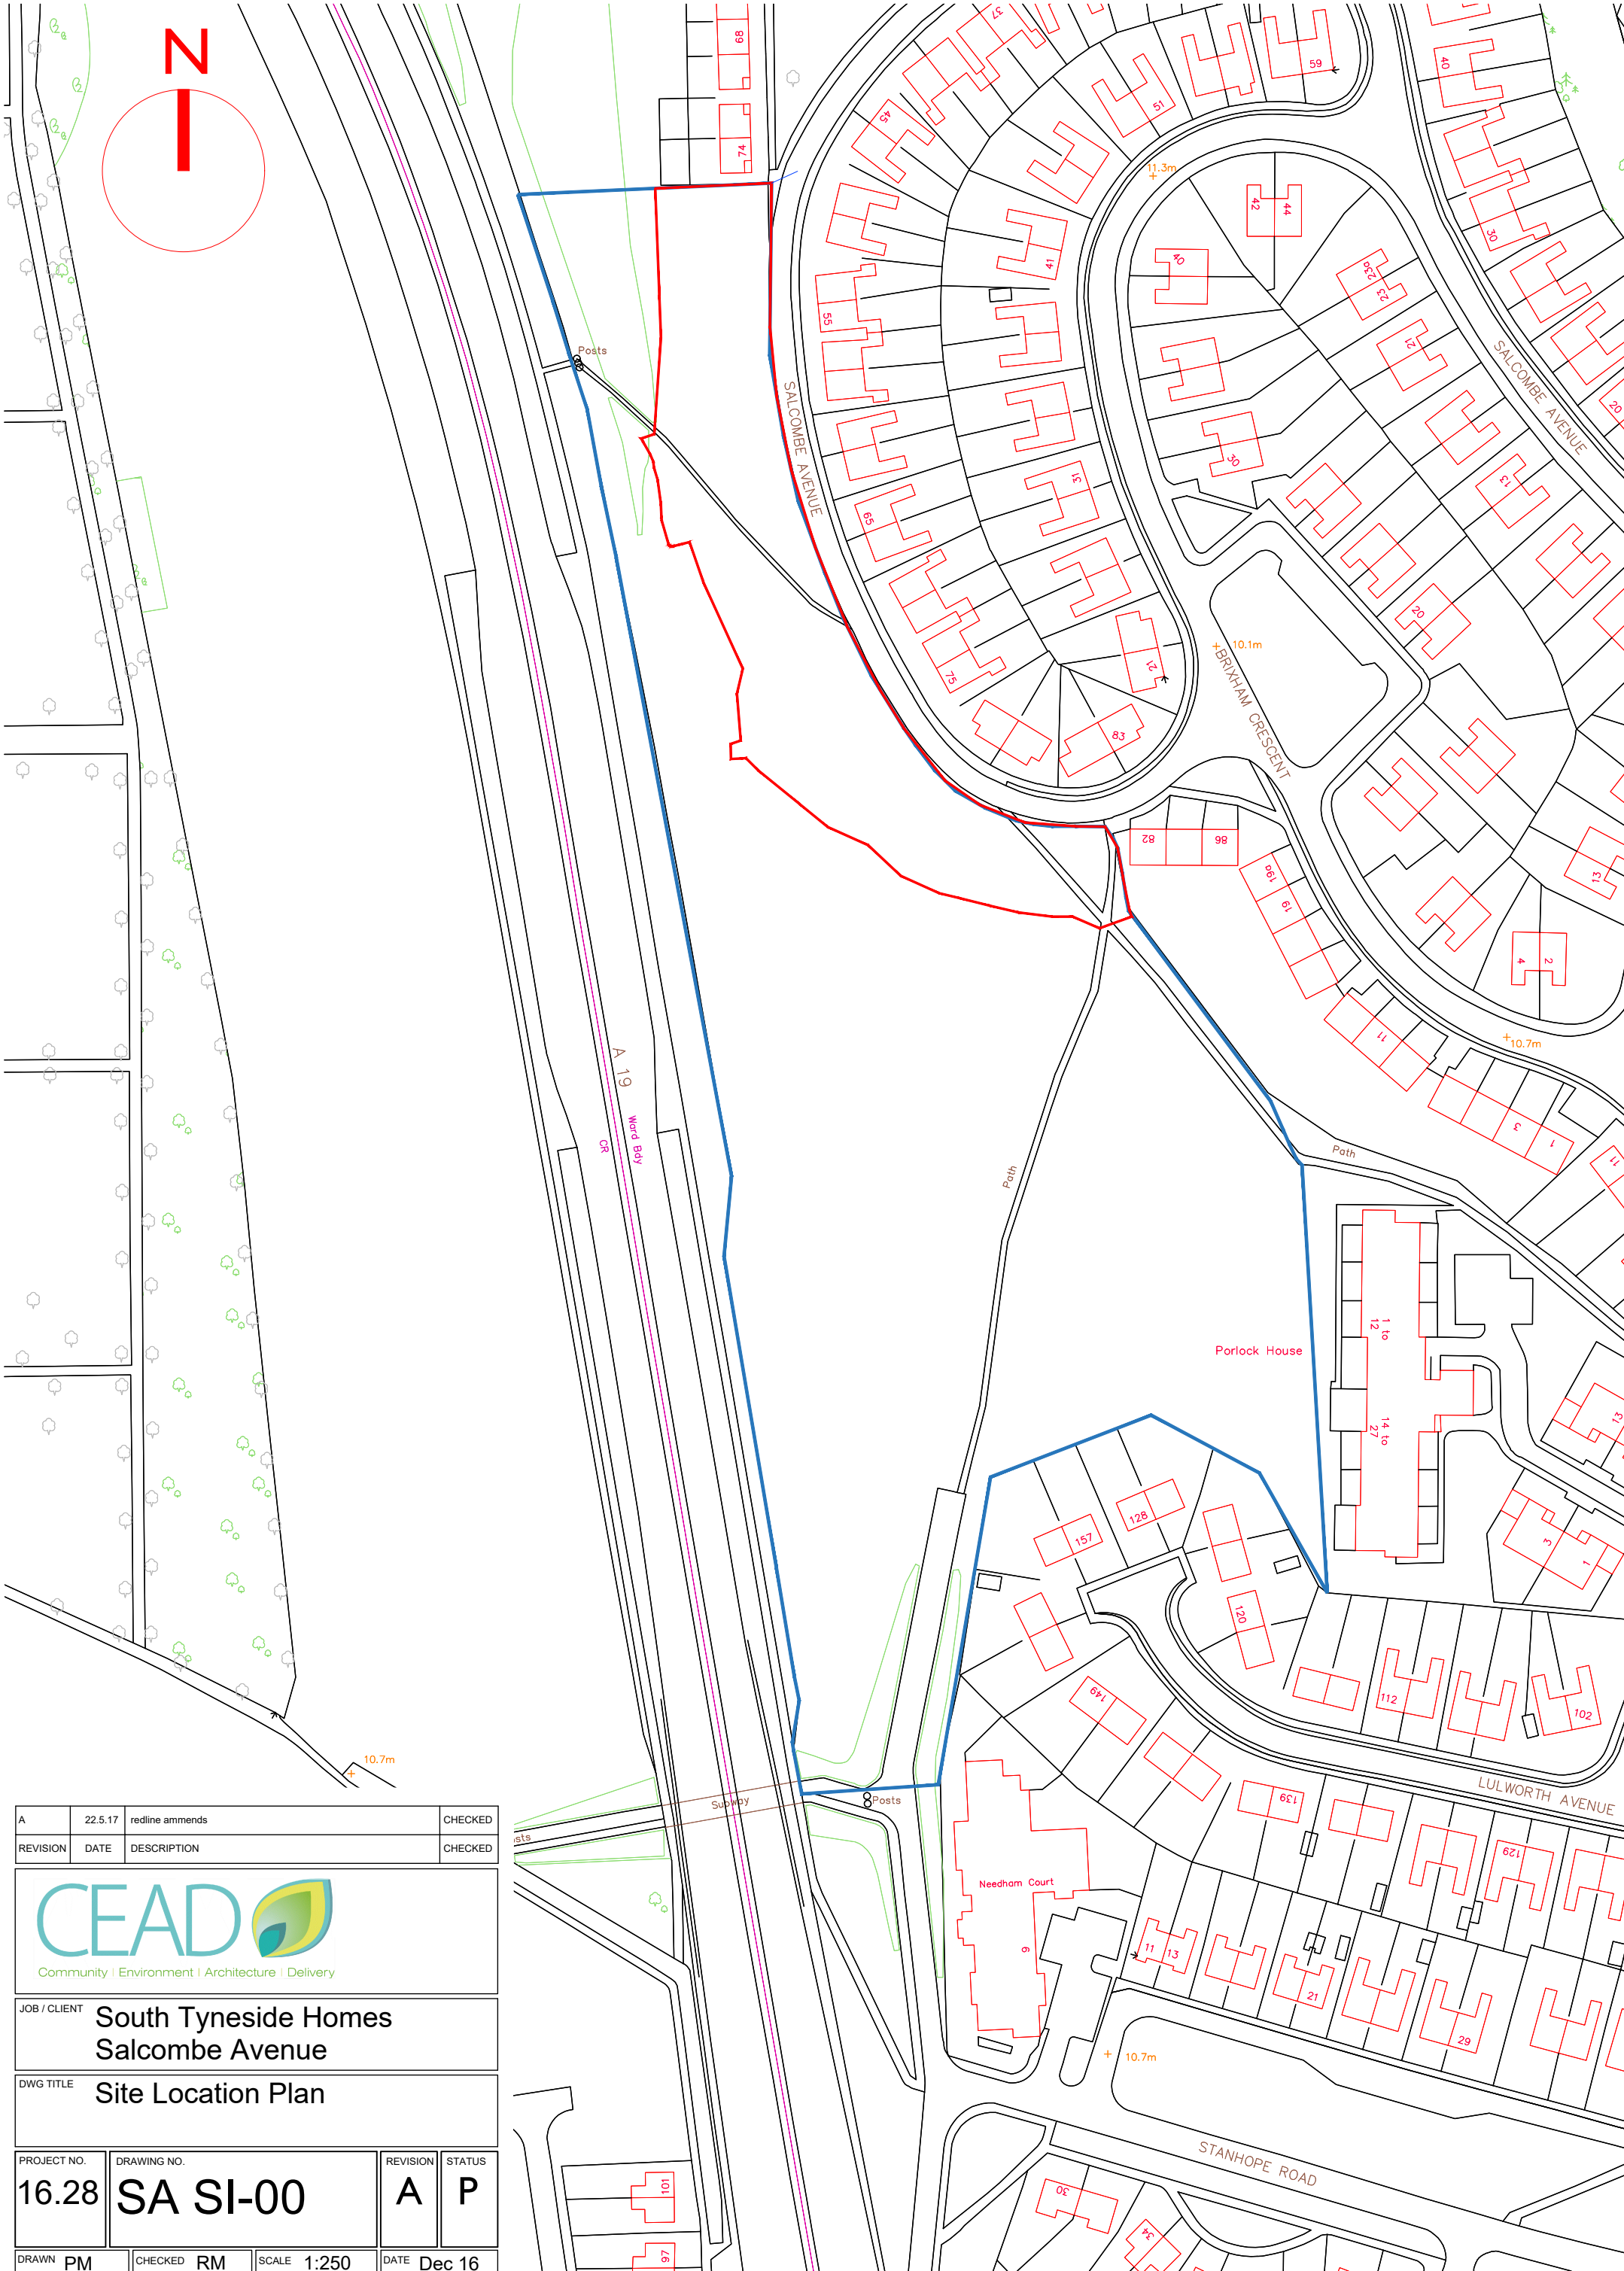 N
68
74
37
45
51
59
40
30
11.3m
42
44
40
41
55
23a
23
21
Posts
SALCOMBE AVENUE
SALCOMBE AVENUE
20
30
31
13
65
20
75
21
10.1m
BRIXHAM CRESCENT
83
82
86
19a
19
13
4
2
11
10.7m
3
1
11
A 19
Ward Bdy
CR
Path
Path
Porlock House
1 to
12
14 to
27
13
3
1
157
128
120
149
112
102
10.7m
Subway
Posts
LULWORTH AVENUE
139
129
Needham Court
9
11
13
21
29
10.7m
STANHOPE ROAD
101
97
30
34
A 22.5.17 redline ammends CHECKED
REVISION DATE DESCRIPTION CHECKED
CEAD
Community | Environment | Architecture | Delivery
JOB / CLIENT South Tyneside Homes
Salcombe Avenue
DWG TITLE Site Location Plan
PROJECT NO. DRAWING NO. REVISION STATUS
16.28 SA SI-00 A P
DRAWN PM CHECKED RM SCALE 1:250 DATE Dec 16